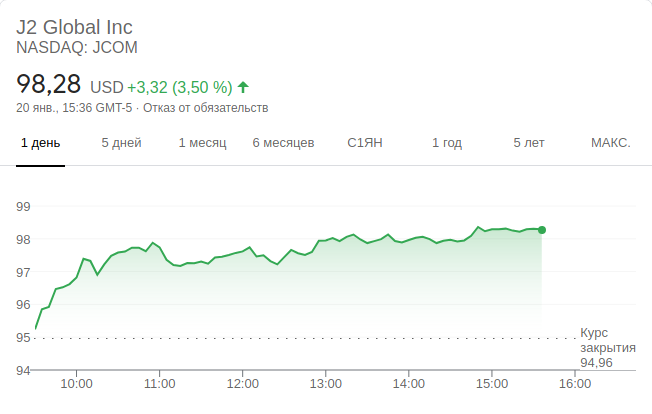 J2 Global Inc
NASDAQ: JCOM
98,28 USD +3,32 (3,50 %)
20 янв., 15:36 GMT-5 · Отказ от обязательств
1 день 5 дней 1 месяц 6 месяцев С1ЯН 1 год 5 лет МАКС.
99
98
97
96
95
Курс
закрытия
94,96
94
10:00 11:00 12:00 13:00 14:00 15:00 16:00